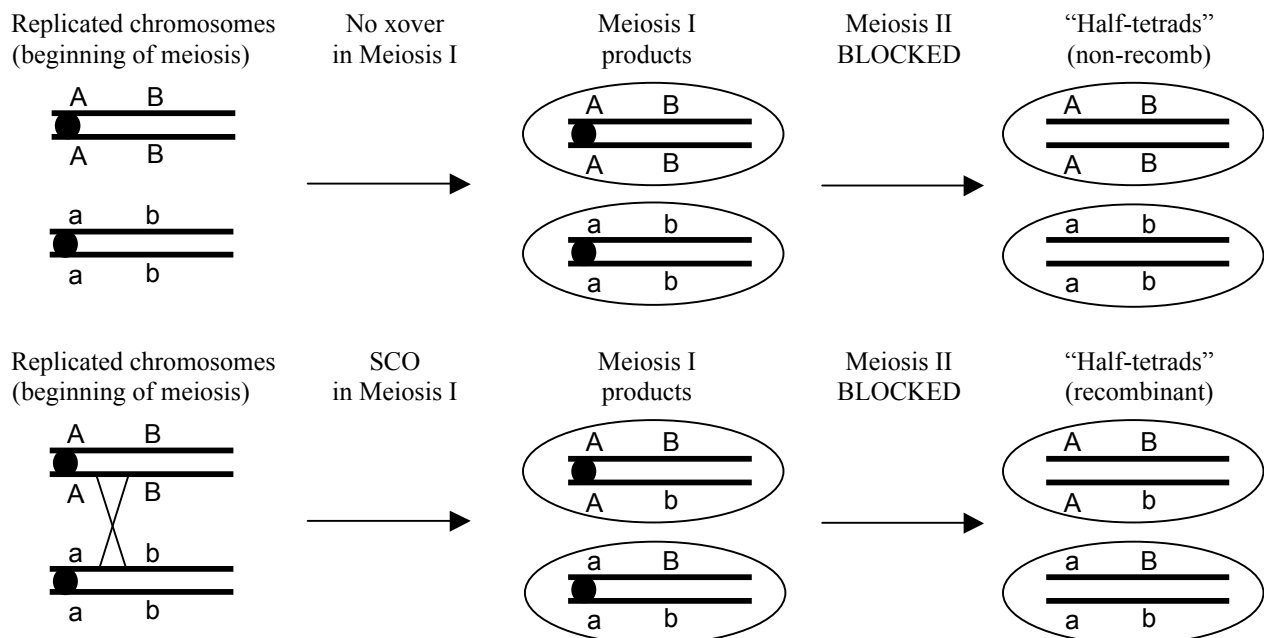 Replicated chromosomes
(beginning of meiosis)
No xover
in Meiosis I
Meiosis I
products
Meiosis II
BLOCKED
“Half-tetrads”
(non-recomb)
A B
A B
a b
a b
A B
A B
a b
a b
A B
A B
a b
a b
Replicated chromosomes
(beginning of meiosis)
SCO
in Meiosis I
Meiosis I
products
Meiosis II
BLOCKED
“Half-tetrads”
(recombinant)
A B
A B
a b
a b
A B
A b
a B
a b
A B
A b
a B
a b